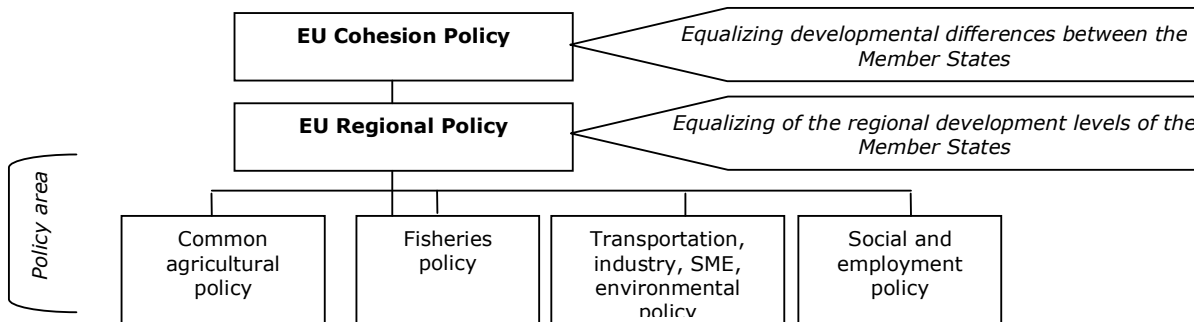 EU Cohesion Policy
Equalizing developmental differences between the
Member States
EU Regional Policy
Equalizing of the regional development levels of the
Member States
Policy area
Common
agricultural
policy
Fisheries
policy
Transportation,
industry, SME,
environmental
policy
Social and
employment
policy